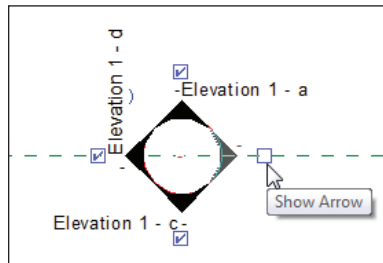 Elevation 1 - d
-Elevation 1 - a
Elevation 1 - c-
Show Arrow